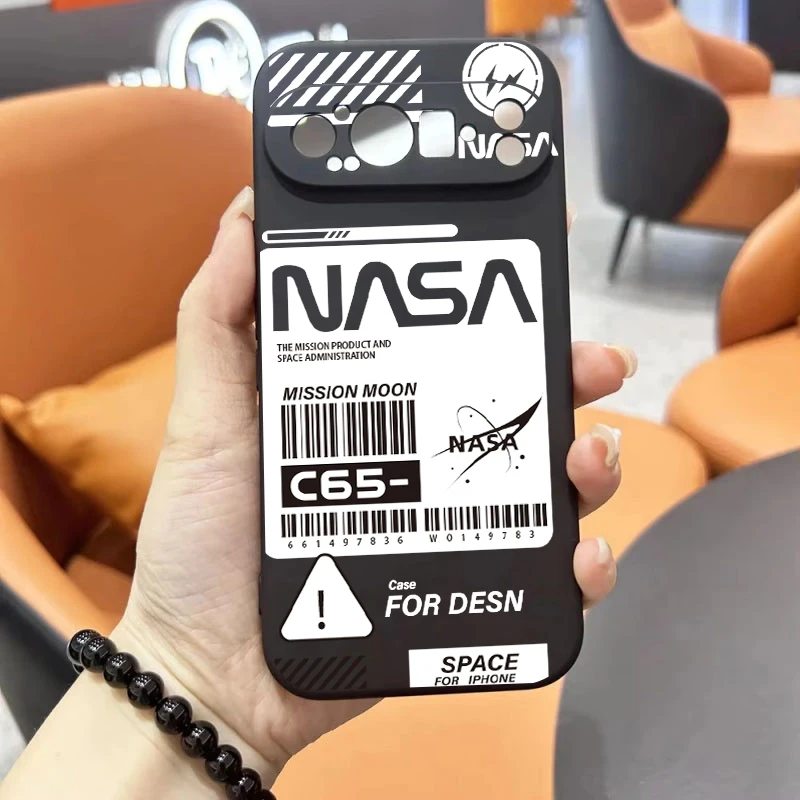 NASA
NASA
THE MISSION PRODUCT AND
SPACE ADMINISTRATION
MISSION MOON
NASA
C65-
661497836 WO149783
Case
FOR DESN
SPACE
FOR IPHONE